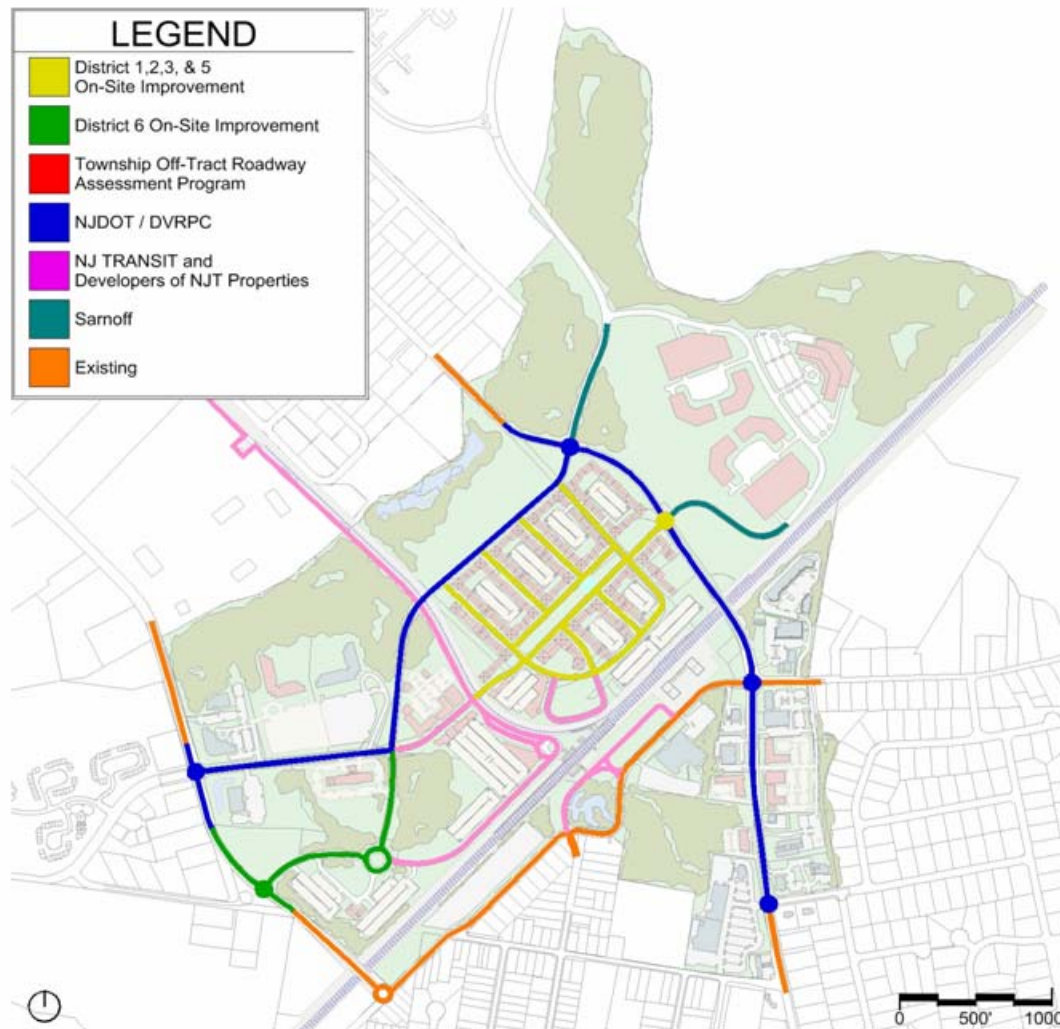 LEGEND
District 1,2,3, & 5
On-Site Improvement
District 6 On-Site Improvement
Township Off-Tract Roadway
Assessment Program
NJDOT / DVRPC
NJ TRANSIT and
Developers of NJT Properties
Sarnoff
Existing
0 500' 1000